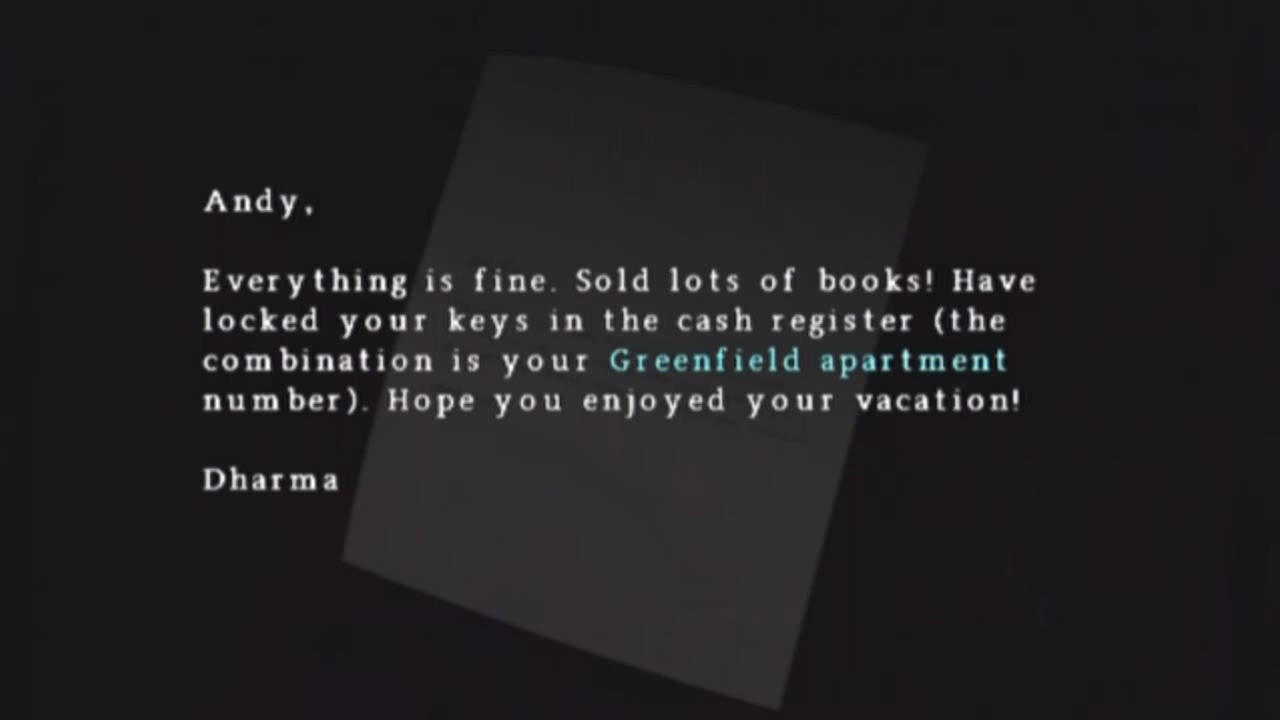 Andy,
Everything is fine. Sold lots of books! Have
locked your keys in the cash register (the
combination is your Greenfield apartment
number). Hope you enjoyed your vacation!
Dharma